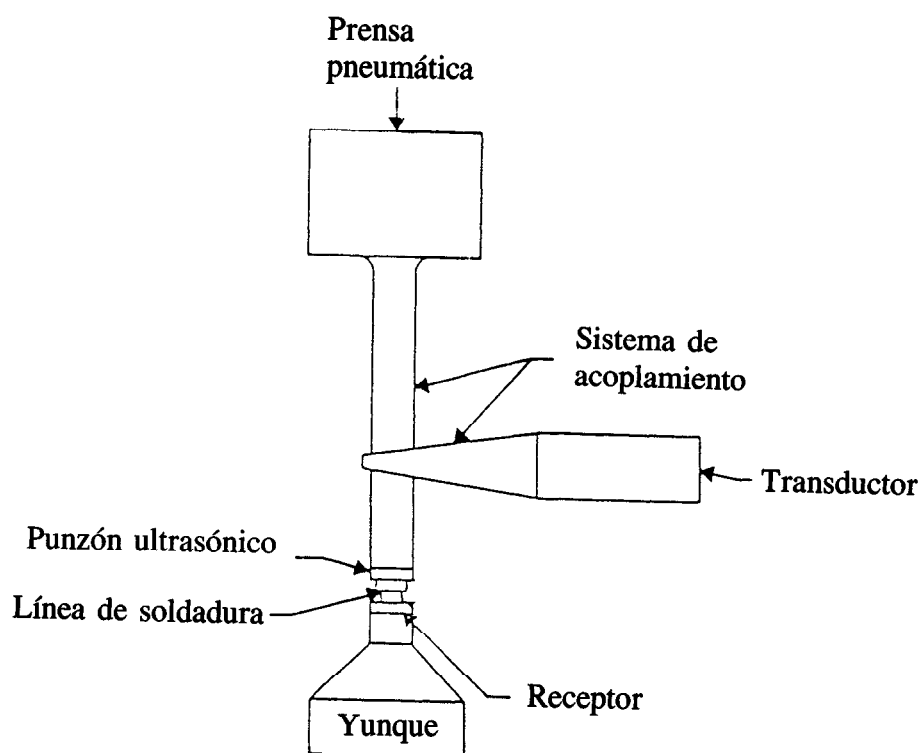 Prensa
pneumática
Sistema de
acoplamiento
Transductor
Punzón ultrasónico
Línea de soldadura
Receptor
Yunque